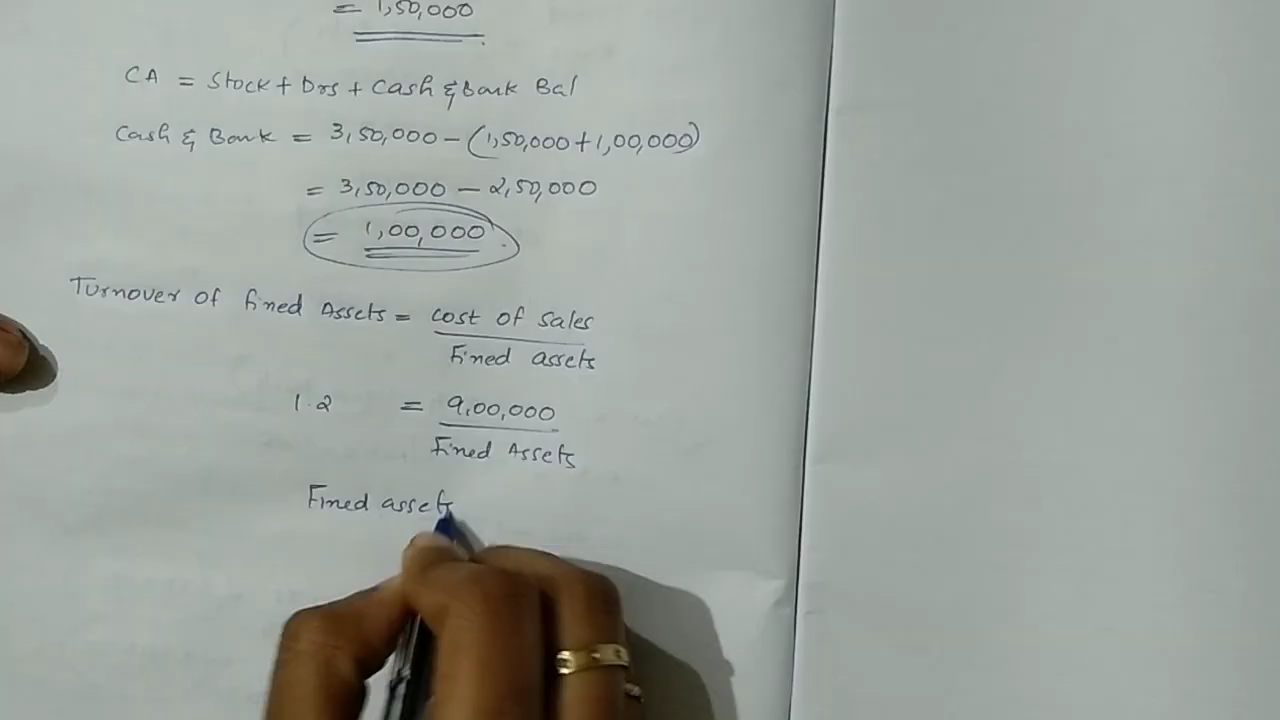 = 1,50,000
CA = Stock + Drs + Cash & Bank Bal
Cash & Bank = 3,50,000 - (1,50,000 + 1,00,000)
= 3,50,000 - 2,50,000
= 1,00,000
Turnover of Fixed Assets = cost of sales
Fixed assets
1.2 = 9,00,000
Fixed Assets
Fixed assets